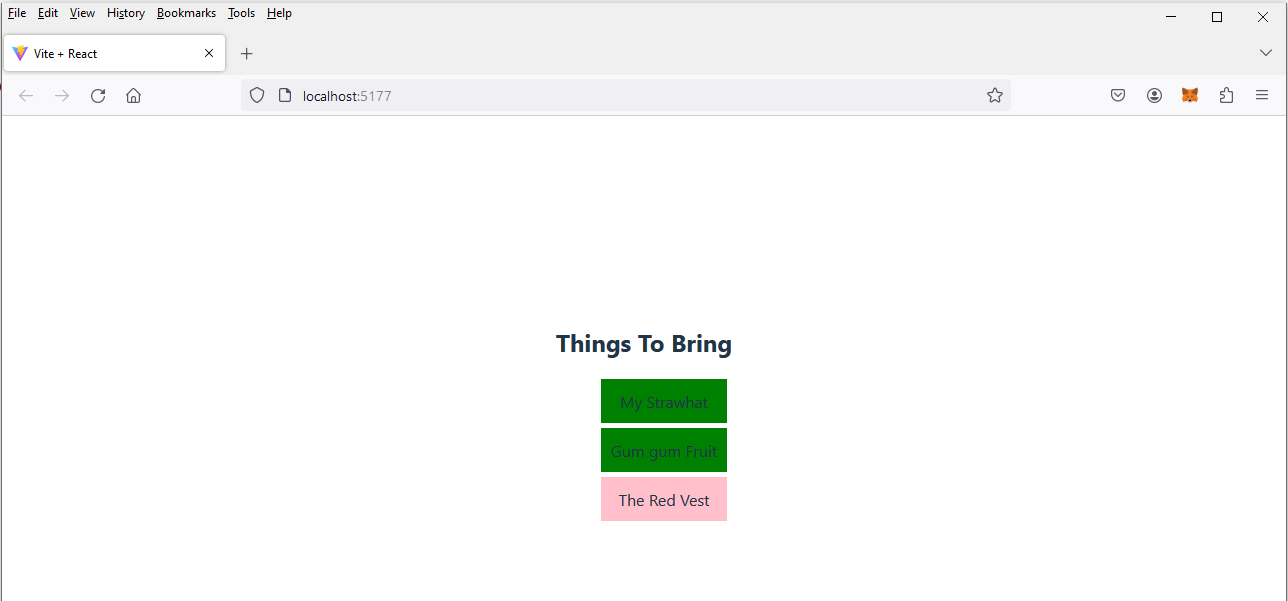 File Edit View History Bookmarks Tools Help
Vite + React
localhost:5177
Things To Bring
My Strawhat
Gum gum Fruit
The Red Vest